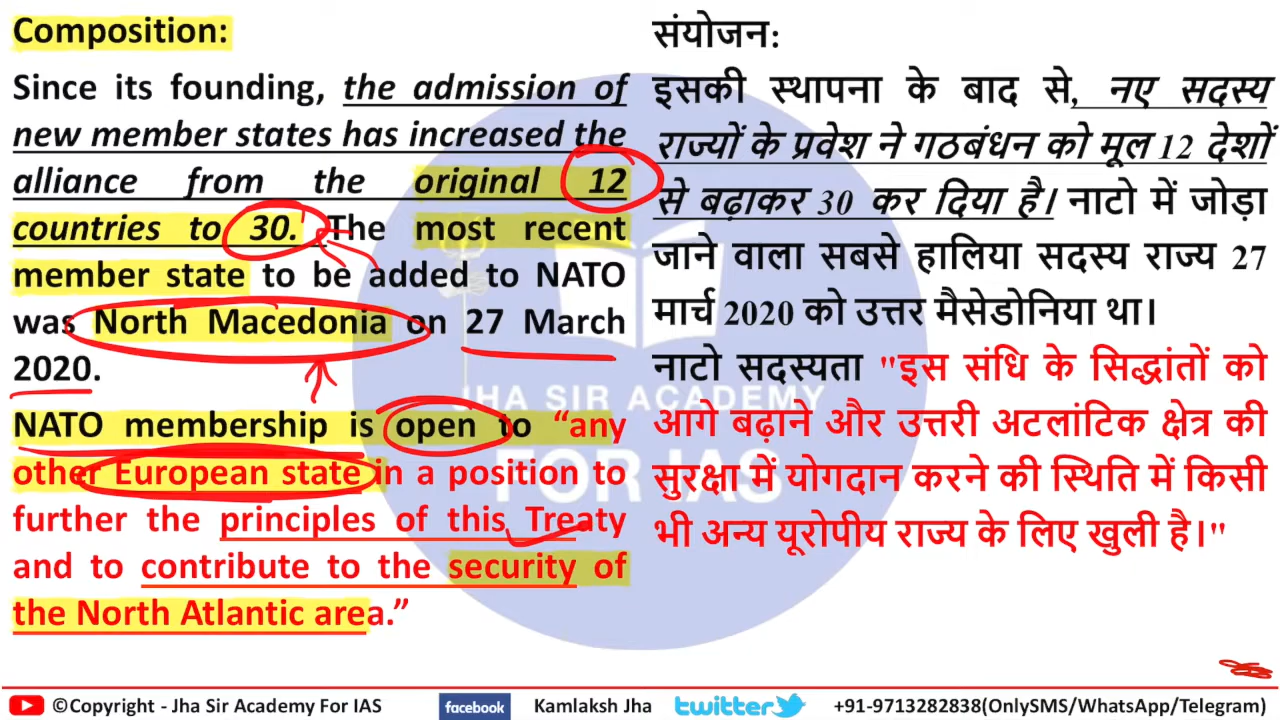 Composition:
Since its founding, the admission of
new member states has increased the
alliance from the original 12
countries to 30. The most recent
member state to be added to NATO
was North Macedonia on 27 March
2020.
NATO membership is open to “any
other European state in a position to
further the principles of this Treaty
and to contribute to the security of
the North Atlantic area.”
संयोजन:
इसकी स्थापना के बाद से, नए सदस्य
राज्यों के प्रवेश ने गठबंधन को मूल 12 देशों
से बढ़ाकर 30 कर दिया है। नाटो में जोड़ा
जाने वाला सबसे हालिया सदस्य राज्य 27
मार्च 2020 को उत्तर मैसेडोनिया था।
नाटो सदस्यता "इस संधि के सिद्धांतों को
आगे बढ़ाने और उत्तरी अटलांटिक क्षेत्र की
सुरक्षा में योगदान करने की स्थिति में किसी
भी अन्य यूरोपीय राज्य के लिए खुली है।"
JHA SIR ACADEMY
FOR IAS
©Copyright - Jha Sir Academy For IAS facebook Kamlaksh Jha twitter +91-9713282838(OnlySMS/WhatsApp/Telegram)